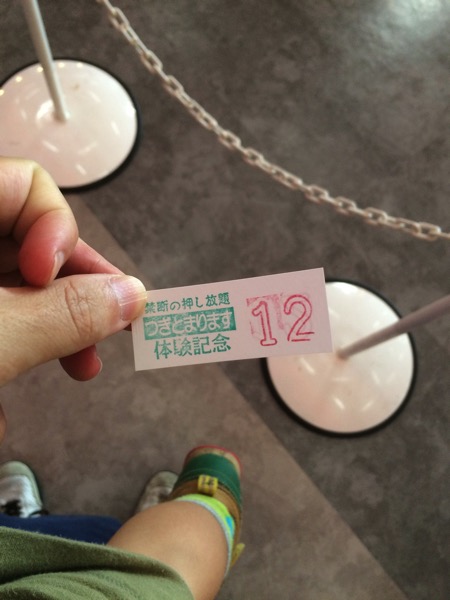 禁断の押し放題
つぎとまります
体験記念
12